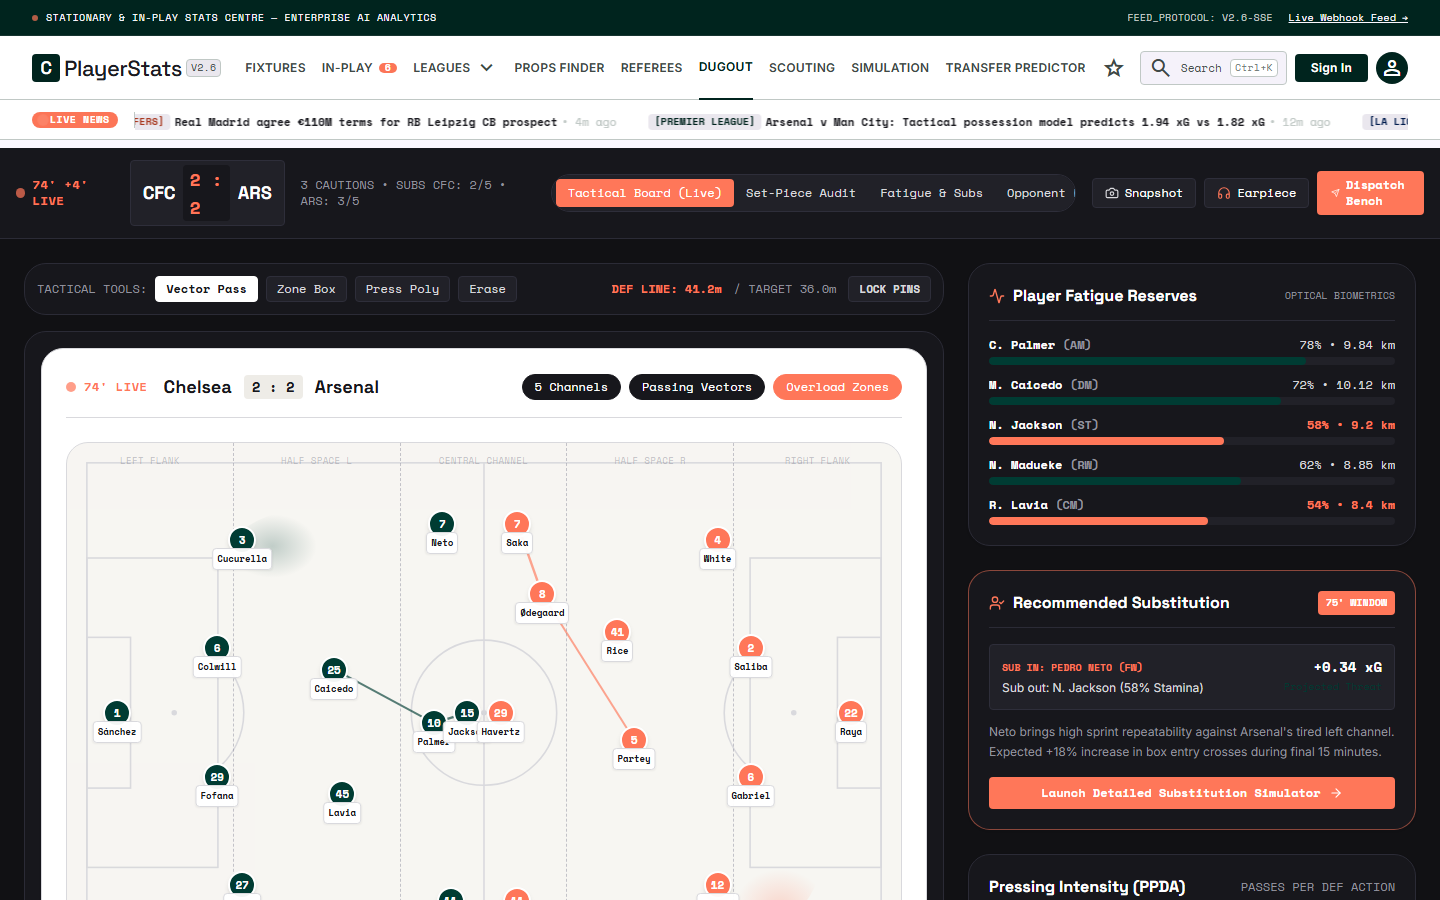 STATIONARY & IN-PLAY STATS CENTRE — ENTERPRISE AI ANALYTICS
FEED_PROTOCOL: V2.6-SSE Live Webhook Feed →
C PlayerStats V2.6 FIXTURES IN-PLAY 6 LEAGUES PROPS FINDER REFEREES DUGOUT SCOUTING SIMULATION TRANSFER PREDICTOR Search Ctrl+K Sign In
LIVE NEWS FERS] Real Madrid agree €110M terms for RB Leipzig CB prospect • 4m ago [PREMIER LEAGUE] Arsenal v Man City: Tactical possession model predicts 1.94 xG vs 1.82 xG • 12m ago [LA LI
74' +4' LIVE
CFC 2 : 2 ARS
3 CAUTIONS • SUBS CFC: 2/5 •
ARS: 3/5
Tactical Board (Live) Set-Piece Audit Fatigue & Subs Opponent
Snapshot Earpiece Dispatch Bench
TACTICAL TOOLS: Vector Pass Zone Box Press Poly Erase DEF LINE: 41.2m / TARGET 36.0m LOCK PINS
74' LIVE Chelsea 2 : 2 Arsenal 5 Channels Passing Vectors Overload Zones
LEFT FLANK HALF SPACE L CENTRAL CHANNEL HALF SPACE R RIGHT FLANK
7 Neto
7 Saka
3 Cucurella
4 White
8 Ødegaard
41 Rice
6 Colwill
2 Saliba
25 Caicedo
1 Sánchez
10 Palmer
15 Jacks
29 Havertz
22 Raya
5 Partey
29 Fofana
6 Gabriel
45 Lavia
27
12
Player Fatigue Reserves OPTICAL BIOMETRICS
C. Palmer (AM) 78% • 9.84 km
M. Caicedo (DM) 72% • 10.12 km
N. Jackson (ST) 58% • 9.2 km
N. Madueke (RW) 62% • 8.85 km
R. Lavia (CM) 54% • 8.4 km
Recommended Substitution 75' WINDOW
SUB IN: PEDRO NETO (FW) +0.34 xG
Sub out: N. Jackson (58% Stamina)
Neto brings high sprint repeatability against Arsenal's tired left channel.
Expected +18% increase in box entry crosses during final 15 minutes.
Launch Detailed Substitution Simulator →
Pressing Intensity (PPDA) PASSES PER DEF ACTION